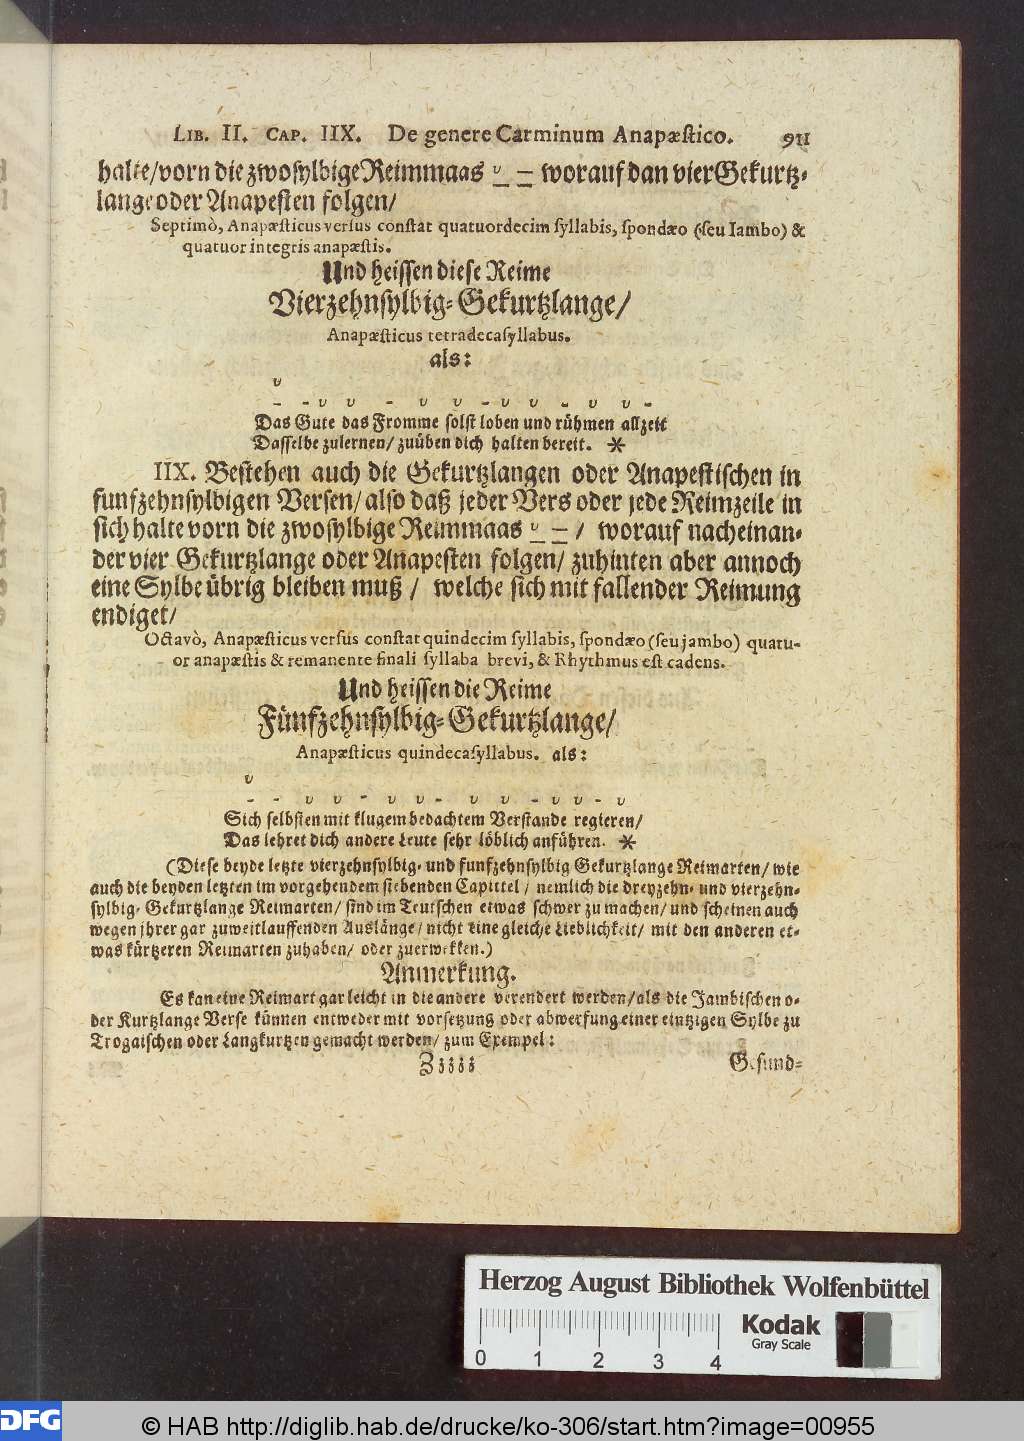 LIB. II. CAP. IIX. De genere Carminum Anapæstico. 911
halte/vorn die zwosylbige Reimmaas υ – – worauf dan vier Gekurtz-
lange oder Anapesten folgen/
Septimò, Anapæsticus versus constat quatuordecim syllabis, spondæo (seu Iambo) &
quatuor integris anapæstis.
Und heissen diese Reime
Vierzehnsylbig-Gekurtzlange/
Anapæsticus tetradecasyllabus.
als:
υ
– – υ υ – υ υ – υ υ – υ υ –
Das Gute das Fromme solst loben und rühmen allzeit
Dasselbe zulernen/ zuüben dich halten bereit. *
IIX. Bestehen auch die Gekurtzlangen oder Anapestischen in
funfzehnsylbigen Versen/ also daß jeder Vers oder jede Reimzeile in
sich halte vorn die zwosylbige Reimmaas υ – – / worauf nacheinan-
der vier Gekurtzlange oder Anapesten folgen/ zuhinten aber annoch
eine Sylbe übrig bleiben muß / welche sich mit fallender Reimung
endiget/
Octavò, Anapæsticus versus constat quindecim syllabis, spondæo (seu jambo) quatu-
or anapæstis & remanente finali syllaba brevi, & Rhythmus est cadens.
Und heissen die Reime
Fünfzehnsylbig-Gekurtzlange/
Anapæsticus quindecasyllabus. als:
υ
– – υ υ – υ υ – υ υ – υ υ – υ
Sich selbsten mit klugem bedachtem Verstande regieren/
Das lehret dich andere Leute sehr löblich anführen. *
(Diese beyde letzte vierzehnsylbig- und funfzehnsylbig Gekurtzlange Reimarten/ wie
auch die beyden letzten im vorgehendem siebenden Capittel / nemlich die dreyzehn- und vierzehn-
sylbig- Gekurtzlange Reimarten/ sind im Teutschen etwas schwer zu machen/ und scheinen auch
wegen jhrer gar zuweitlauffenden Auslänge/ nicht eine gleiche Lieblichkeit/ mit den anderen et-
was kürtzeren Reimarten zuhaben/ oder zuerwekken.)
Anmerkung.
Es kan eine Reimart gar leicht in die andere verendert werden/ als die Jambischen o-
der Kurtzlange Verse künnen entweder mit vorsetzung oder abwerfung einer eintzigen Sylbe zu
Trogaischen oder Langkurtzen gemacht werden/ zum Exempel:
Zzzzz Gesund-
Herzog August Bibliothek Wolfenbüttel
Kodak
Gray Scale
0 1 2 3 4
DFG © HAB http://diglib.hab.de/drucke/ko-306/start.htm?image=00955